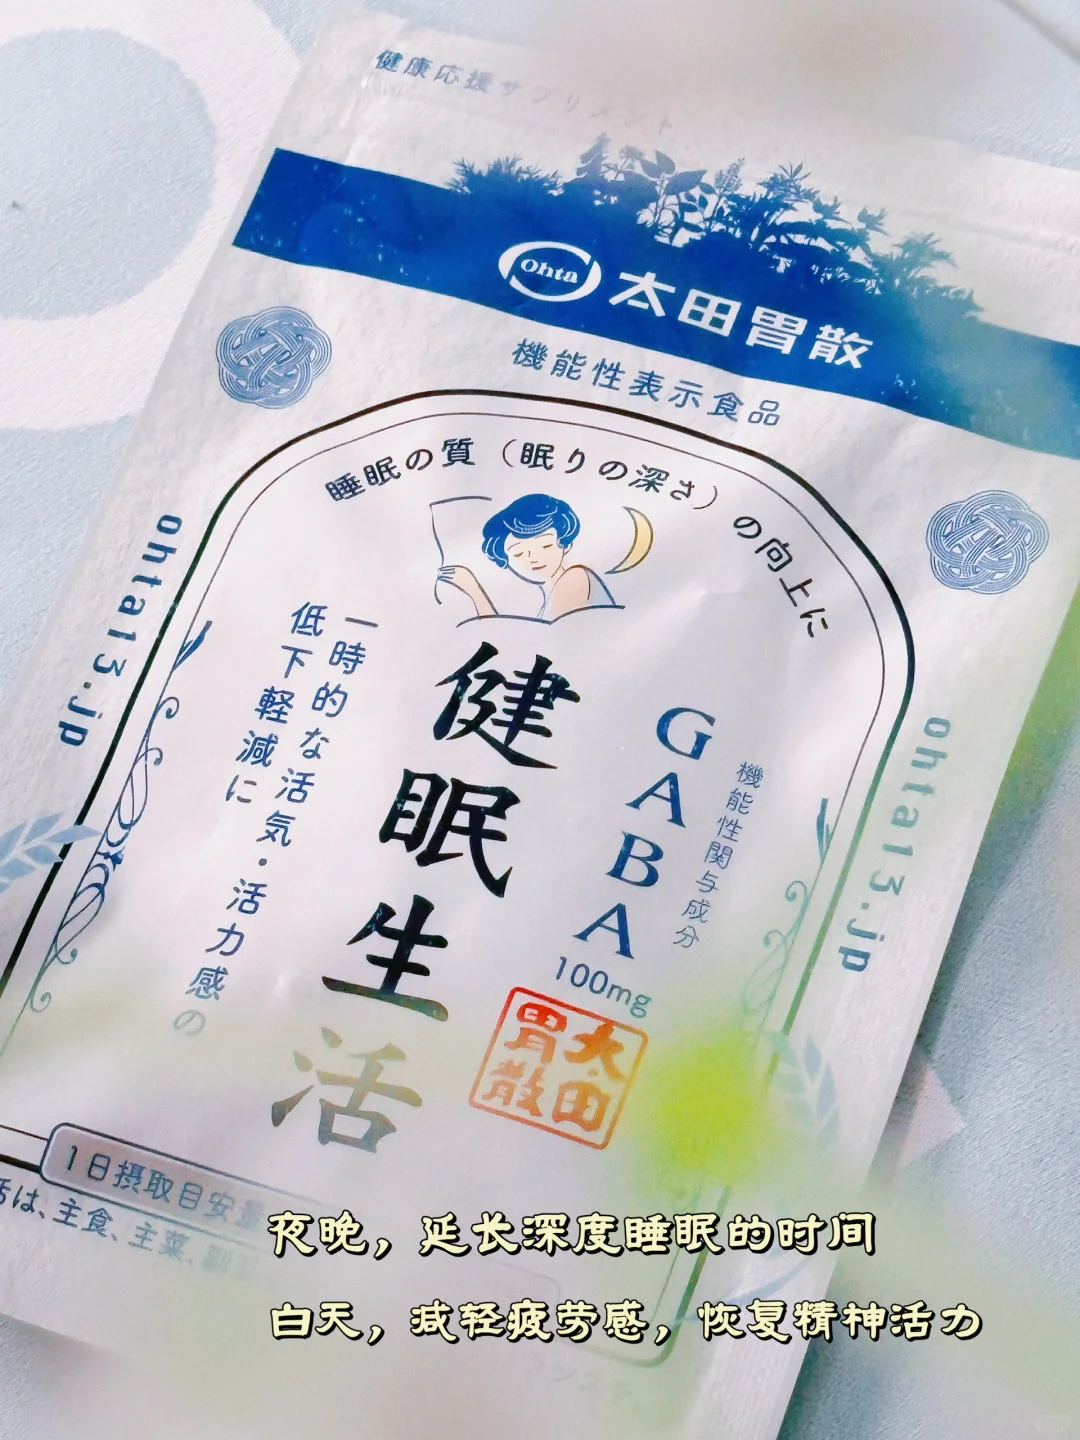 健康応援サプリメント
Ohta 太田胃散
機能性表示食品
睡眠の質（眠りの深さ）の向上に
ohta13.jp
一時的な活気・活力感の
低下軽減に
健眠生活
GABA
100mg
機能性関与成分
太田
胃散
ohta13.jp
1日摂取目安量
活は、主食、主菜、副
夜晚，延长深度睡眠的时间
白天，减轻疲劳感，恢复精神活力